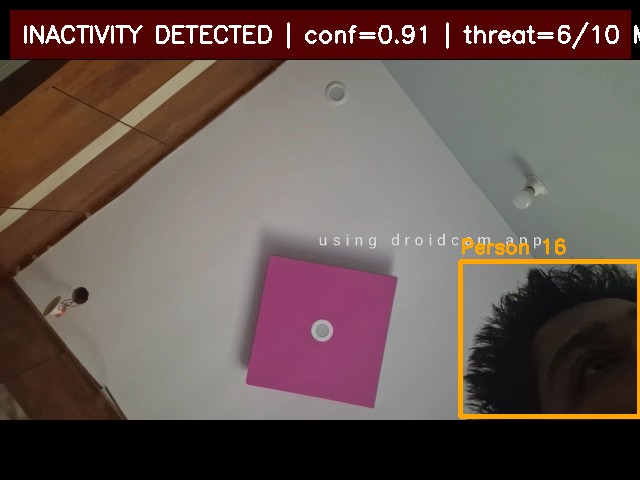 INACTIVITY DETECTED | conf=0.91 | threat=6/10
using droidcam app
Person 16